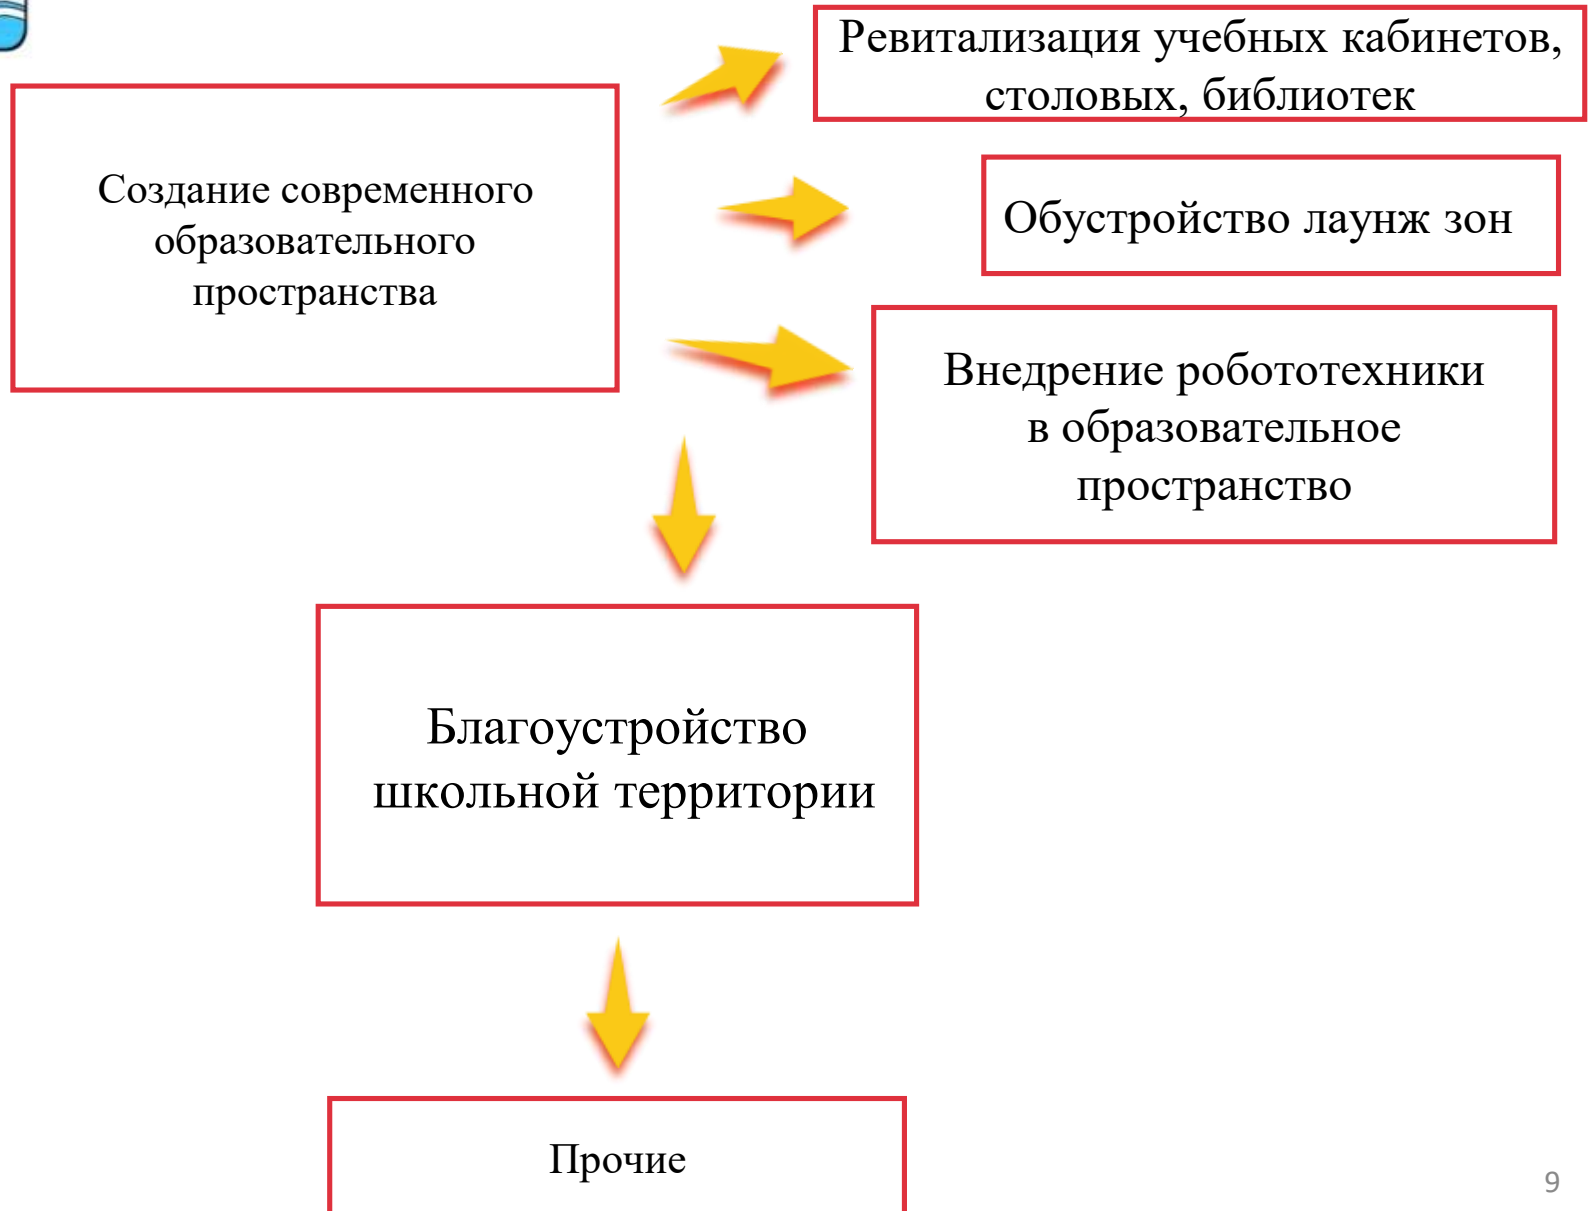 Ревитализация учебных кабинетов,
столовых, библиотек
Создание современного
образовательного
пространства
Обустройство лаунж зон
Внедрение робототехники
в образовательное
пространство
Благоустройство
школьной территории
Прочие
9